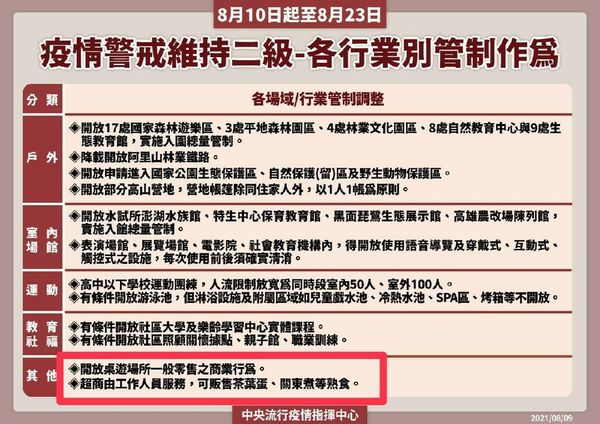 8月10日起至8月23日
疫情警戒維持二級-各行業別管制作為
分類
各場域/行業管制調整
戶外
◈開放17處國家森林遊樂區、3處平地森林園區、4處林業文化園區、8處自然教育中心與9處生
態教育館，實施入園總量管制。
◈降載開放阿里山林業鐵路。
◈開放申請進入國家公園生態保護區、自然保護(留)區及野生動物保護區。
◈開放部分高山營地，營地帳篷除同住家人外，以1人1帳為原則。
室內
場館
◈開放水試所澎湖水族館、特生中心保育教育館、黑面琵鷺生態展示館、高雄農改場陳列館，
實施入館總量管制。
◈表演場館、展覽場館、電影院、社會教育機構內，得開放使用語音導覽及穿戴式、互動式、
觸控式之設施，每次使用前後須確實清消。
運動
◈高中以下學校運動團練，人流限制放寬為同時段室內50人、室外100人。
◈有條件開放游泳池，但淋浴設施及附屬區域如兒童戲水池、冷熱水池、SPA區、烤箱等不開放。
教育
社福
◈有條件開放社區大學及樂齡學習中心實體課程。
◈有條件開放社區照顧關懷據點、親子館、職業訓練。
其他
◈開放桌遊場所一般零售之商業行為。
◈超商由工作人員服務，可販售茶葉蛋、關東煮等熟食。
中央流行疫情指揮中心
2021/08/09